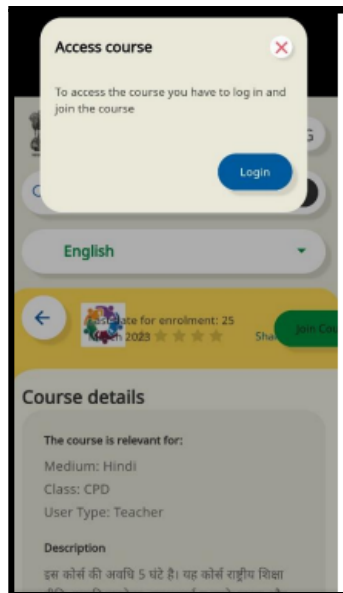 Access course
To access the course you have to log in and
join the course
Login
English
date for enrolment: 25
2023
Join
Course details
The course is relevant for:
Medium: Hindi
Class: CPD
User Type: Teacher
Description
इस कोर्स की अवधि 5 घंटे है। यह कोर्स राष्ट्रीय शिक्षा